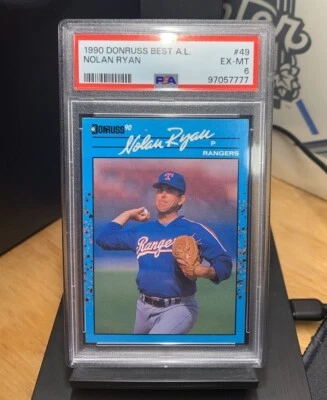 1990 DONRUSS BEST A.L. #49
NOLAN RYAN EX-MT
PSA 6
97057777
DONRUSS 90
Nolan Ryan
P
RANGERS
T
Rangers